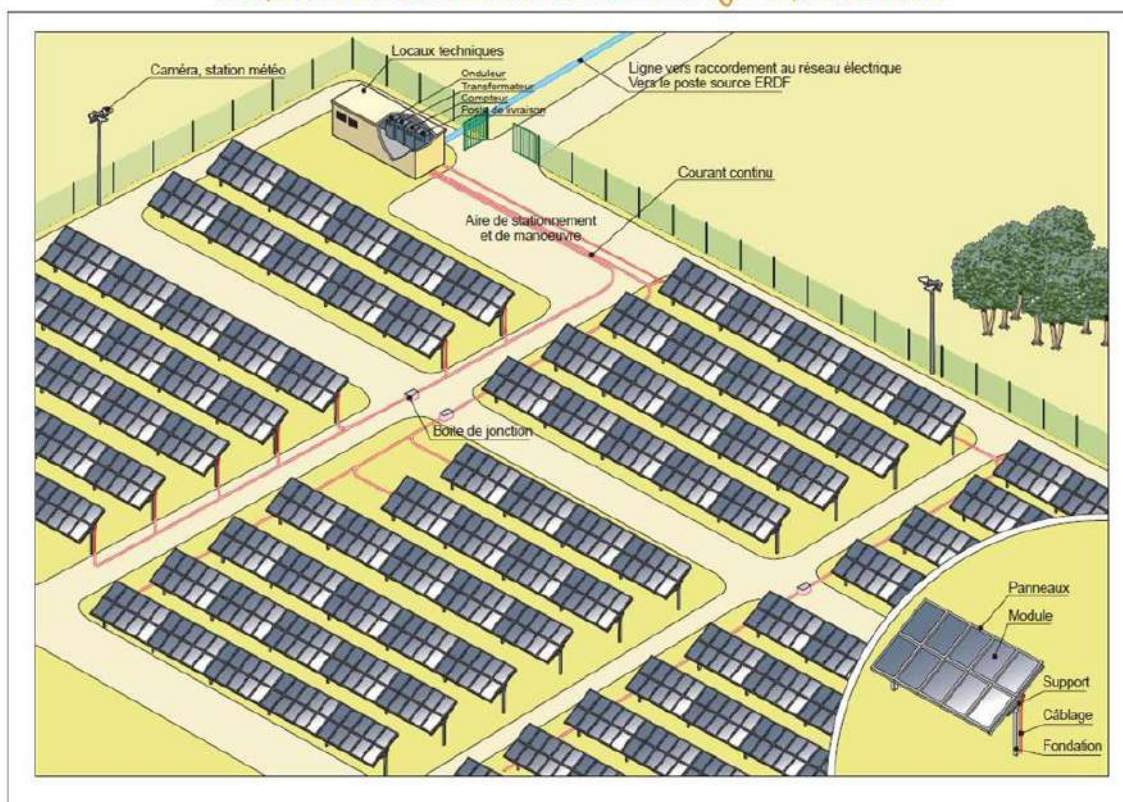 Locaux techniques
Caméra, station météo
Onduleur
Transformateur
Compteur
Poste de livraison
Ligne vers raccordement au réseau électrique
Vers le poste source ERDF
Courant continu
Aire de stationnement
et de manoeuvre
Boite de jonction
Panneaux
Module
Support
Câblage
Fondation